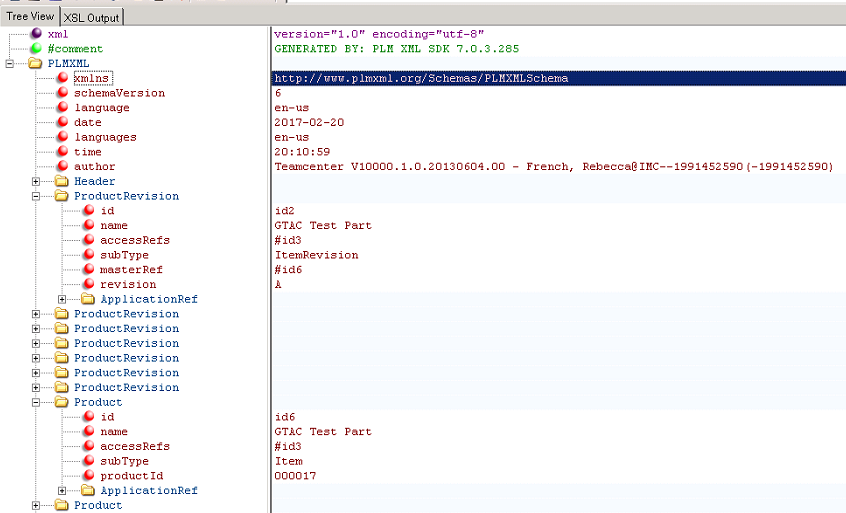 Tree View XSL Output
xml version="1.0" encoding="utf-8"
#comment GENERATED BY: PLM XML SDK 7.0.3.285
PLMXML
xmlns http://www.plmxml.org/Schemas/PLMXMLSchema
schemaVersion 6
language en-us
date 2017-02-20
languages en-us
time 20:10:59
author Teamcenter V10000.1.0.20130604.00 - French, Rebecca@IMC--1991452590(-1991452590)
Header
ProductRevision
id id2
name GTAC Test Part
accessRefs #id3
subType ItemRevision
masterRef #id6
revision A
ApplicationRef
ProductRevision
ProductRevision
ProductRevision
ProductRevision
ProductRevision
ProductRevision
Product
id id6
name GTAC Test Part
accessRefs #id3
subType Item
productId 000017
ApplicationRef
Product